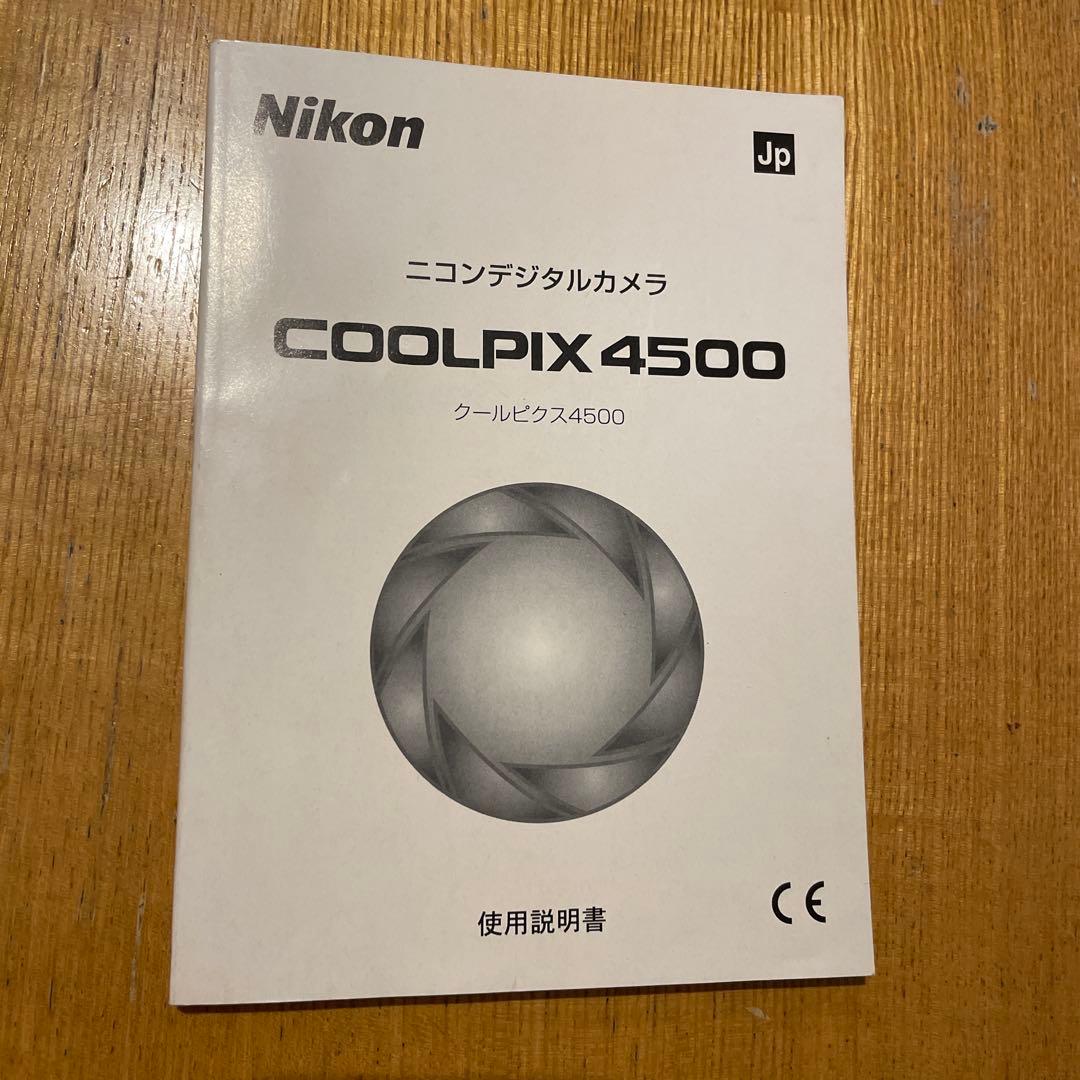 Nikon
Jp
ニコンデジタルカメラ
COOLPIX 4500
クールピクス4500
使用説明書
CE